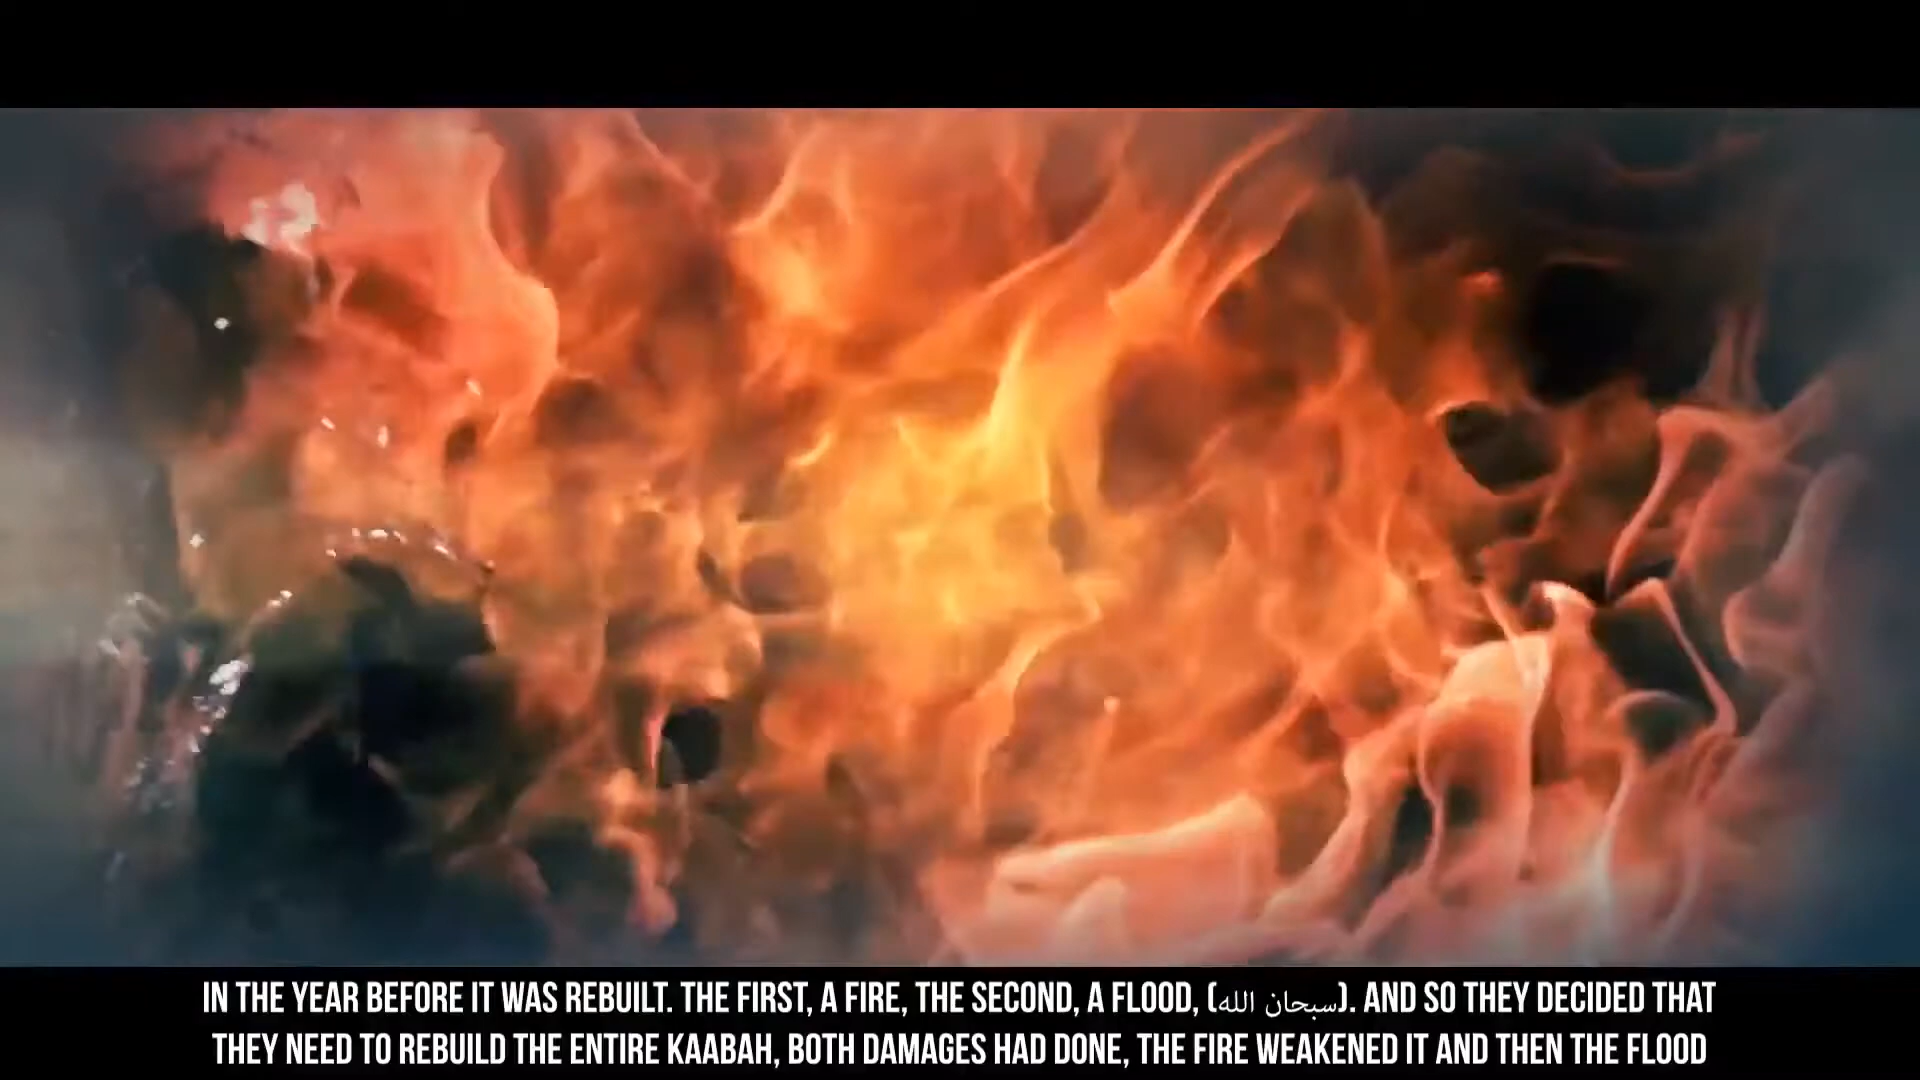 IN THE YEAR BEFORE IT WAS REBUILT. THE FIRST, A FIRE, THE SECOND, A FLOOD, (سبحان الله). AND SO THEY DECIDED THAT
THEY NEED TO REBUILD THE ENTIRE KAABAH, BOTH DAMAGES HAD DONE, THE FIRE WEAKENED IT AND THEN THE FLOOD